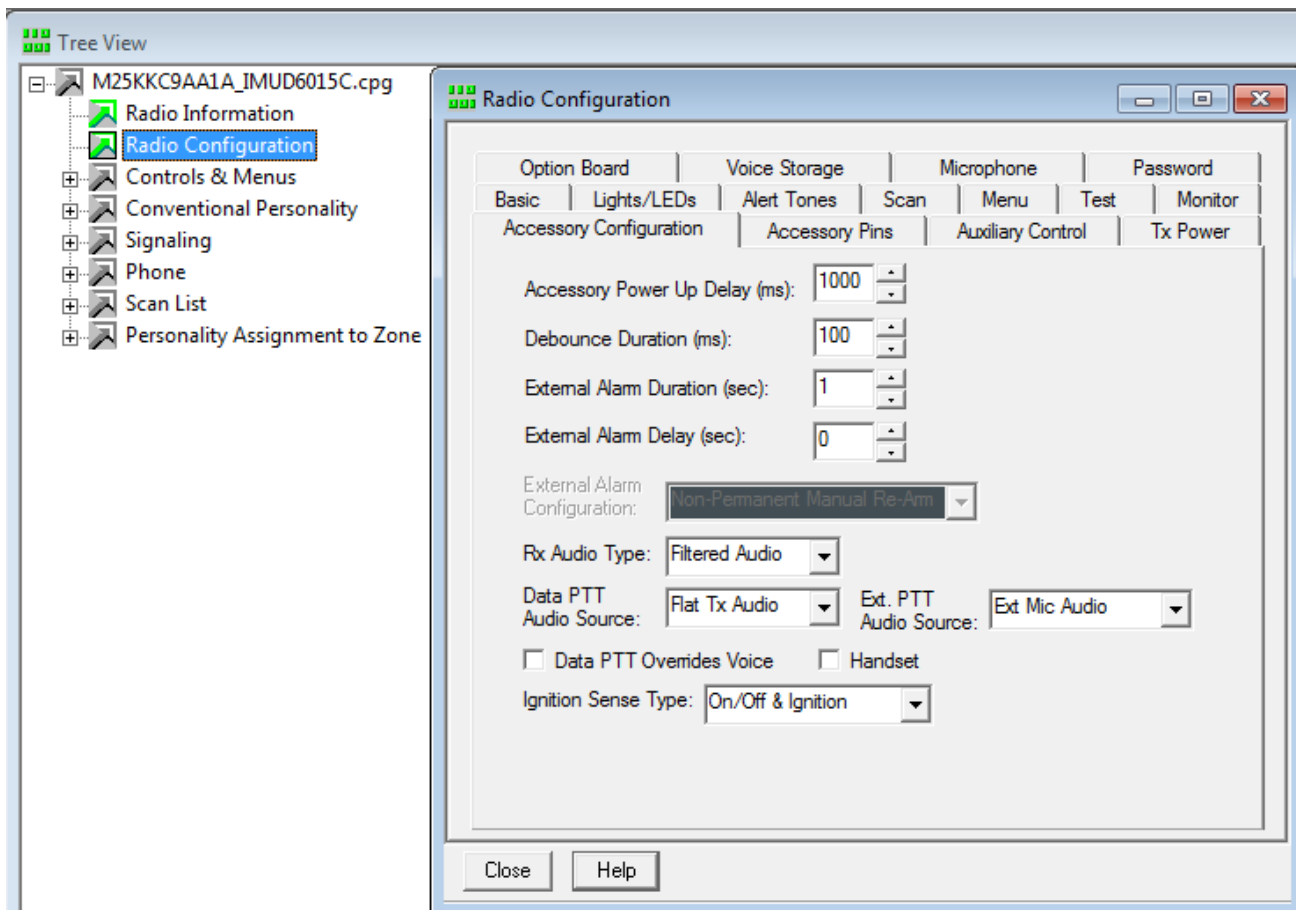 Tree View
M25KKC9AA1A_IMUD6015C.cpg
Radio Information
Radio Configuration
Controls & Menus
Conventional Personality
Signaling
Phone
Scan List
Personality Assignment to Zone
Radio Configuration
Option Board Voice Storage Microphone Password
Basic Lights/LEDs Alert Tones Scan Menu Test Monitor
Accessory Configuration Accessory Pins Auxiliary Control Tx Power
Accessory Power Up Delay (ms): 1000
Debounce Duration (ms): 100
External Alarm Duration (sec): 1
External Alarm Delay (sec): 0
External Alarm
Configuration: Non-Permanent Manual Re-Arm
Rx Audio Type: Filtered Audio
Data PTT
Audio Source: Flat Tx Audio
Ext. PTT
Audio Source: Ext Mic Audio
Data PTT Overrides Voice Handset
Ignition Sense Type: On/Off & Ignition
Close Help